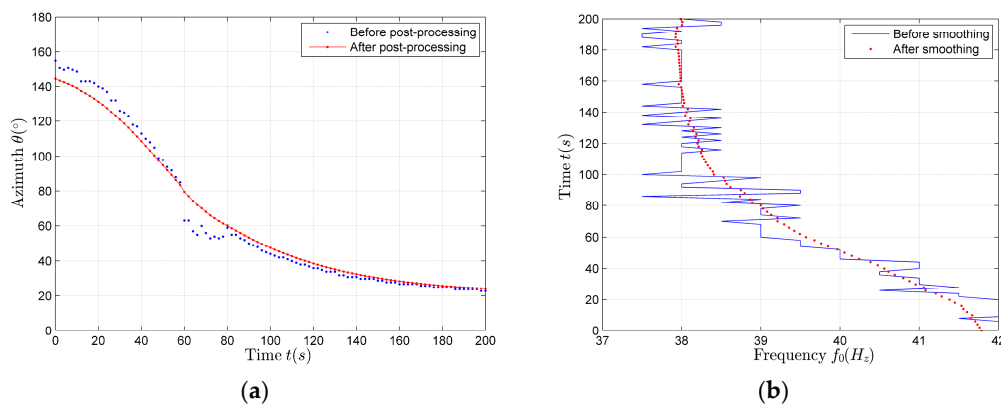 180
160
140
120
100
80
60
40
20
0
Azimuth θ(°)
Before post-processing
After post-processing
0 20 40 60 80 100 120 140 160 180 200
Time t(s)
(a)
200
180
160
140
120
100
80
60
40
20
0
Time t(s)
Before smoothing
After smoothing
37 38 39 40 41 42
Frequency f₀(H_z)
(b)